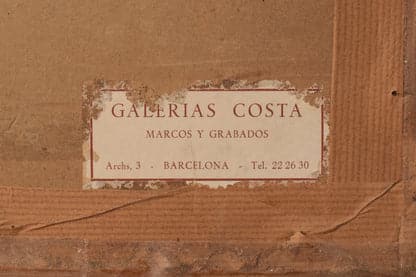 GALERIAS COSTA
MARCOS Y GRABADOS
Archs, 3 - BARCELONA - Tel. 22 26 30